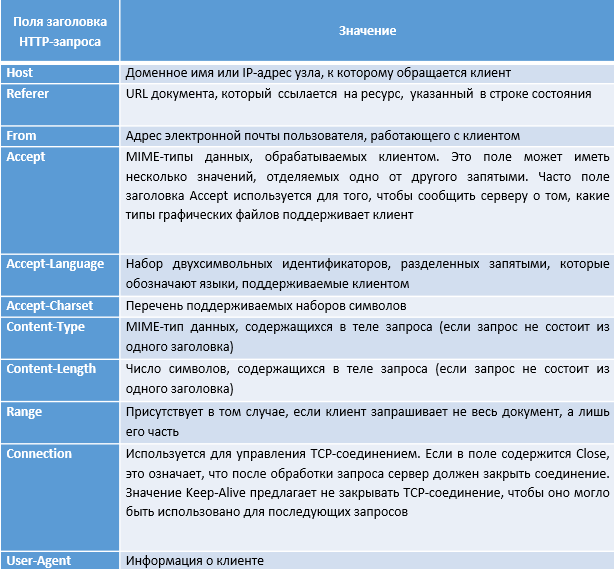 Поля заголовка
HTTP-запроса
Значение
Host
Доменное имя или IP-адрес узла, к которому обращается клиент
Referer
URL документа, который ссылается на ресурс, указанный в строке состояния
From
Адрес электронной почты пользователя, работающего с клиентом
Accept
MIME-типы данных, обрабатываемых клиентом. Это поле может иметь
несколько значений, отделяемых одно от другого запятыми. Часто поле
заголовка Accept используется для того, чтобы сообщить серверу о том, какие
типы графических файлов поддерживает клиент
Accept-Language
Набор двухсимвольных идентификаторов, разделенных запятыми, которые
обозначают языки, поддерживаемые клиентом
Accept-Charset
Перечень поддерживаемых наборов символов
Content-Type
MIME-тип данных, содержащихся в теле запроса (если запрос не состоит из
одного заголовка)
Content-Length
Число символов, содержащихся в теле запроса (если запрос не состоит из
одного заголовка)
Range
Присутствует в том случае, если клиент запрашивает не весь документ, а лишь
его часть
Connection
Используется для управления TCP-соединением. Если в поле содержится Close,
это означает, что после обработки запроса сервер должен закрыть соединение.
Значение Keep-Alive предлагает не закрывать TCP-соединение, чтобы оно могло
быть использовано для последующих запросов
User-Agent
Информация о клиенте